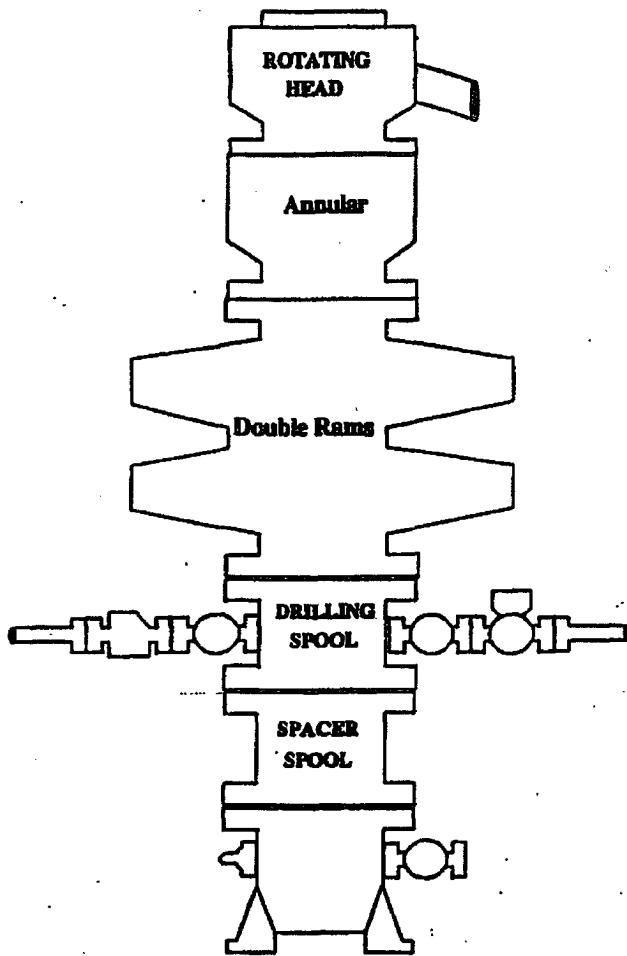 ROTATING
HEAD
Annular
Double Rams
DRILLING
SPOOL
SPACER
SPOOL